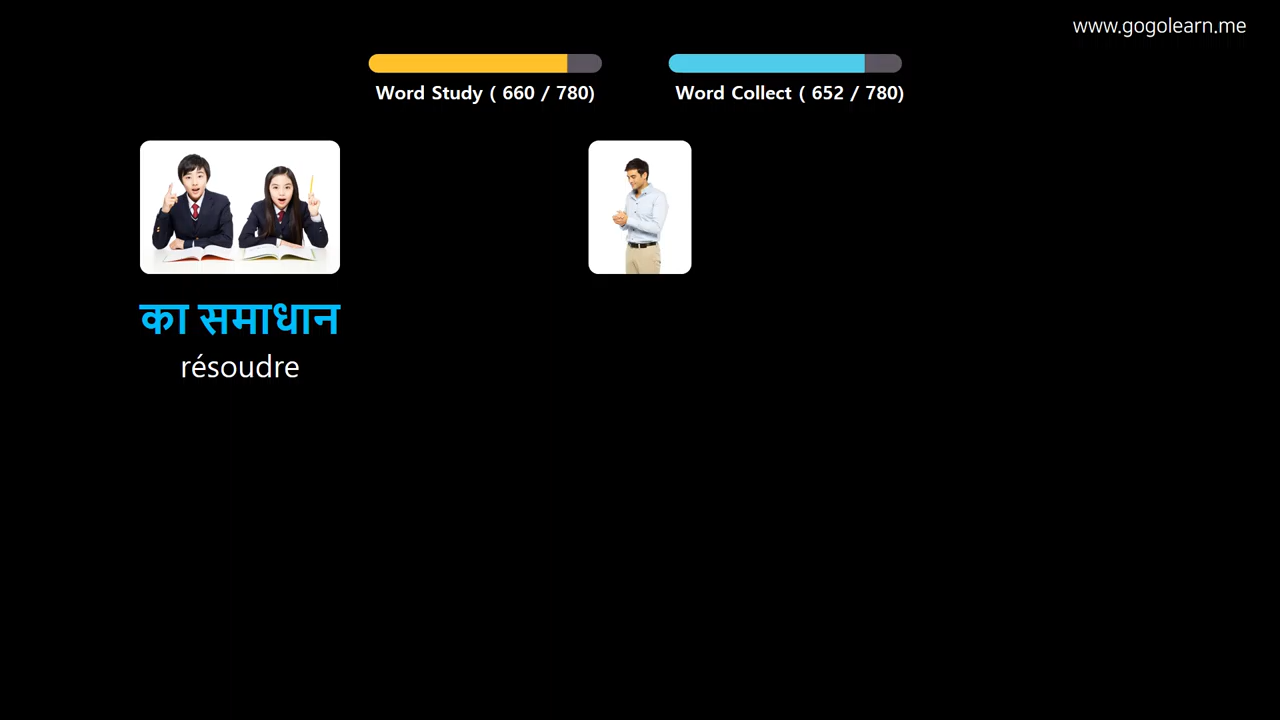 www.gogolearn.me
Word Study ( 660 / 780)
Word Collect ( 652 / 780)
का समाधान
résoudre